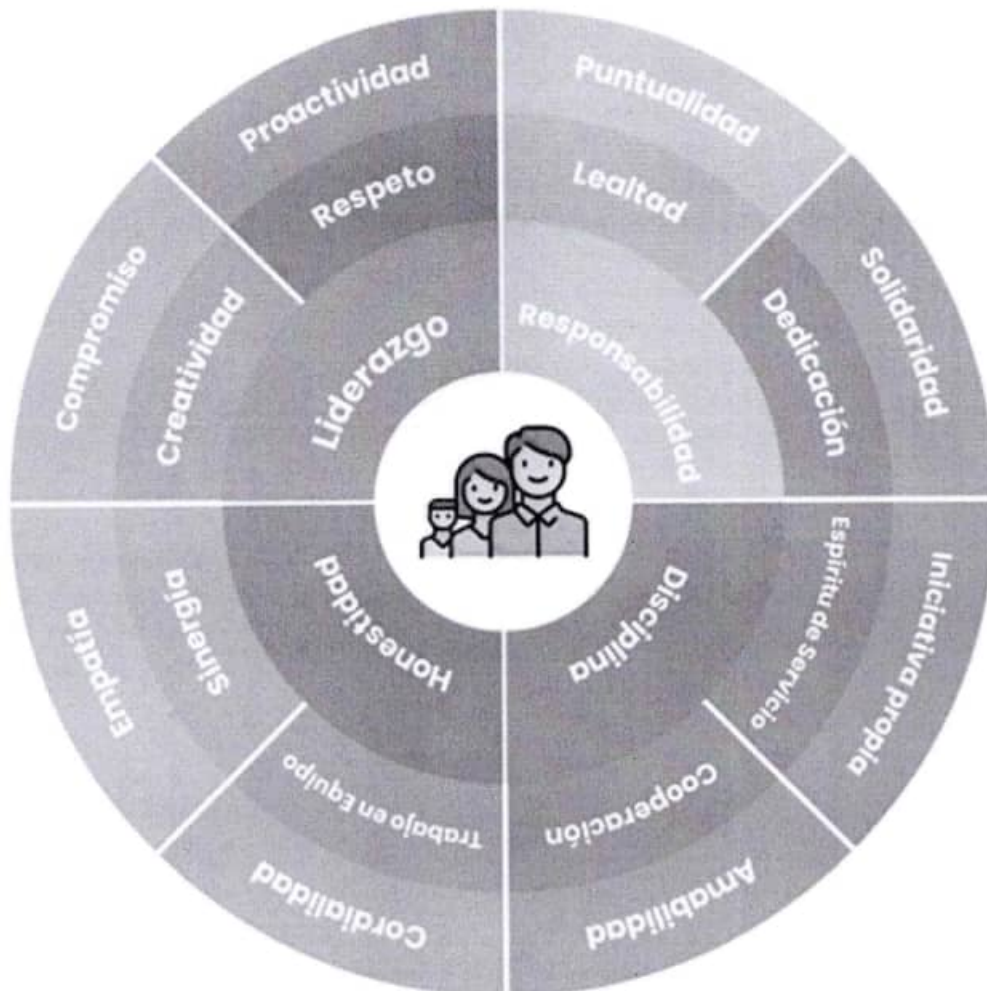 Proactividad
Respeto
Liderazgo
Creatividad
Compromiso
Puntualidad
Lealtad
Responsabilidad
Dedicación
Solidaridad
Iniciativa propia
Espíritu de Servicio
Disciplina
Cooperación
Amabilidad
Honestidad
Trabajo en Equipo
Cordialidad
Sinergia
Empatía